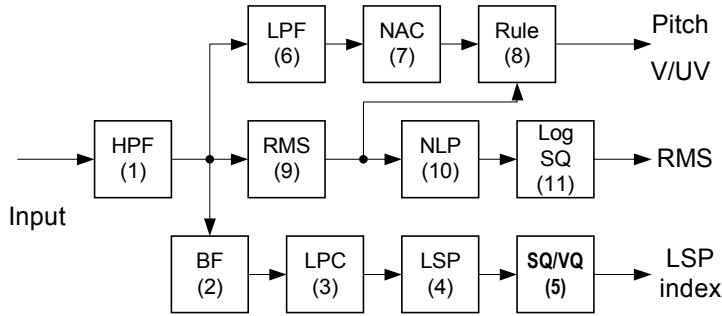 LPF
(6)
NAC
(7)
Rule
(8)
Pitch
V/UV
HPF
(1)
RMS
(9)
NLP
(10)
Log
SQ
(11)
RMS
Input
BF
(2)
LPC
(3)
LSP
(4)
SQ/VQ
(5)
LSP
index